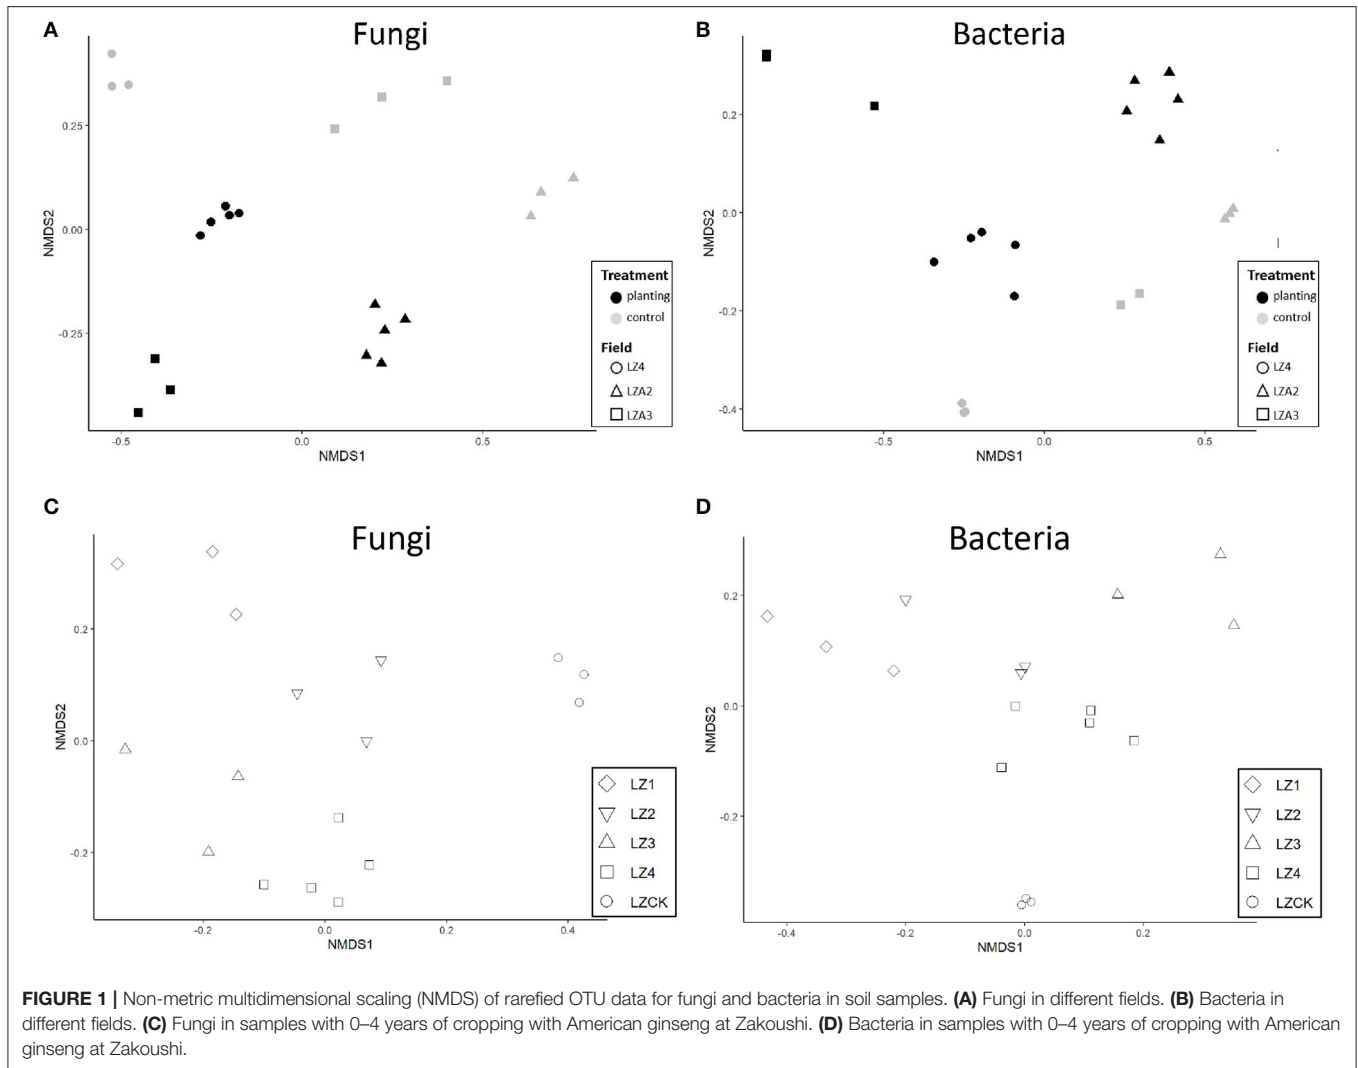 A
Fungi
0.25
0.00
-0.25
NMDS2
-0.5
0.0
0.5
NMDS1
Treatment
planting
control
Field
LZ4
LZA2
LZA3
B
Bacteria
0.2
0.0
-0.2
-0.4
NMDS2
-0.5
0.0
0.5
NMDS1
Treatment
planting
control
Field
LZ4
LZA2
LZA3
C
Fungi
0.2
0.0
-0.2
NMDS2
-0.2
0.0
0.2
0.4
NMDS1
LZ1
LZ2
LZ3
LZ4
LZCK
D
Bacteria
0.2
0.0
-0.2
NMDS2
-0.4
-0.2
0.0
0.2
NMDS1
LZ1
LZ2
LZ3
LZ4
LZCK
FIGURE 1 | Non-metric multidimensional scaling (NMDS) of rarefied OTU data for fungi and bacteria in soil samples. (A) Fungi in different fields. (B) Bacteria in
different fields. (C) Fungi in samples with 0–4 years of cropping with American ginseng at Zakoushi. (D) Bacteria in samples with 0–4 years of cropping with American
ginseng at Zakoushi.